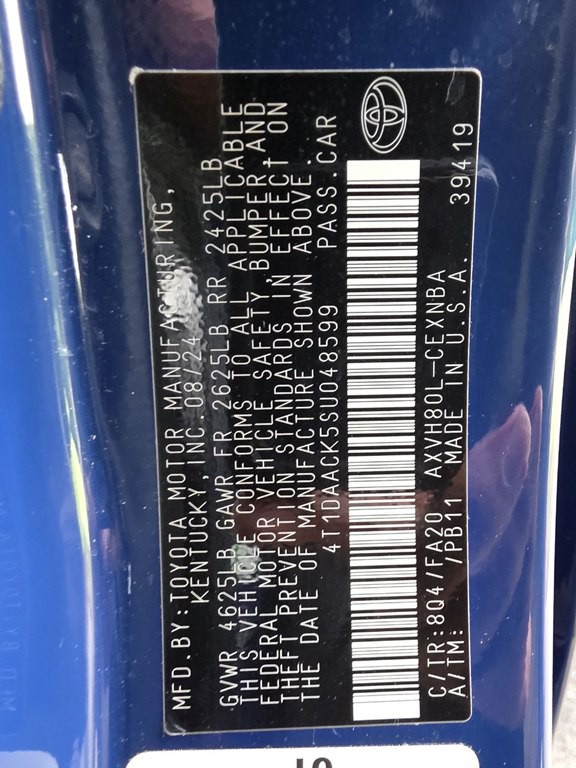 MFD.BY:TOYOTA MOTOR MANUFACTURING,
KENTUCKY, INC. 08/24
GVWR 4625LB GAWR FR 2625LB RR 2425LB
THIS VEHICLE CONFORMS TO ALL APPLICABLE
FEDERAL MOTOR VEHICLE SAFETY, BUMPER, AND
THEFT PREVENTION STANDARDS IN EFFECT ON
THE DATE OF MANUFACTURE SHOWN ABOVE.
4T1DAACK5SU048599 PASS.CAR
C/TR:8Q4/FA20 AXVH80L-CEXNBA
A/TM: /PB11 MADE IN U.S.A. 39419